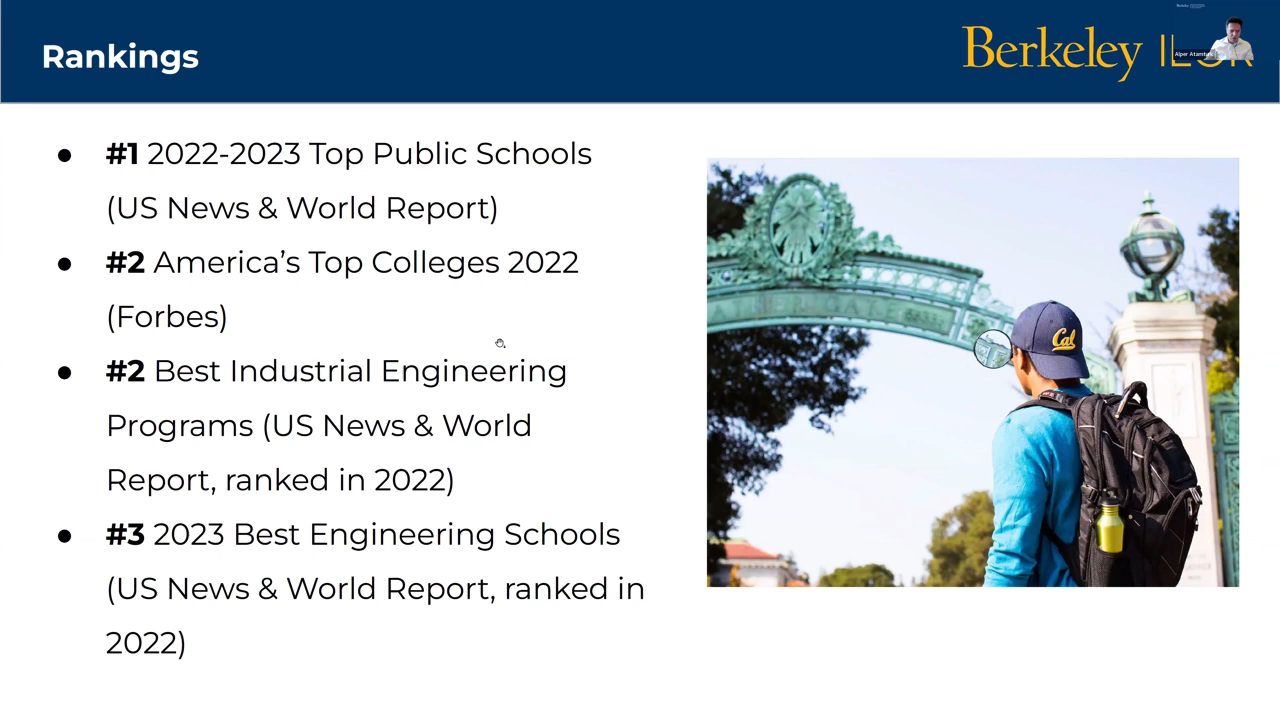 Rankings
Berkeley
Alper Atamturk
● #1 2022-2023 Top Public Schools
(US News & World Report)
● #2 America’s Top Colleges 2022
(Forbes)
● #2 Best Industrial Engineering
Programs (US News & World
Report, ranked in 2022)
● #3 2023 Best Engineering Schools
(US News & World Report, ranked in
2022)
Cal